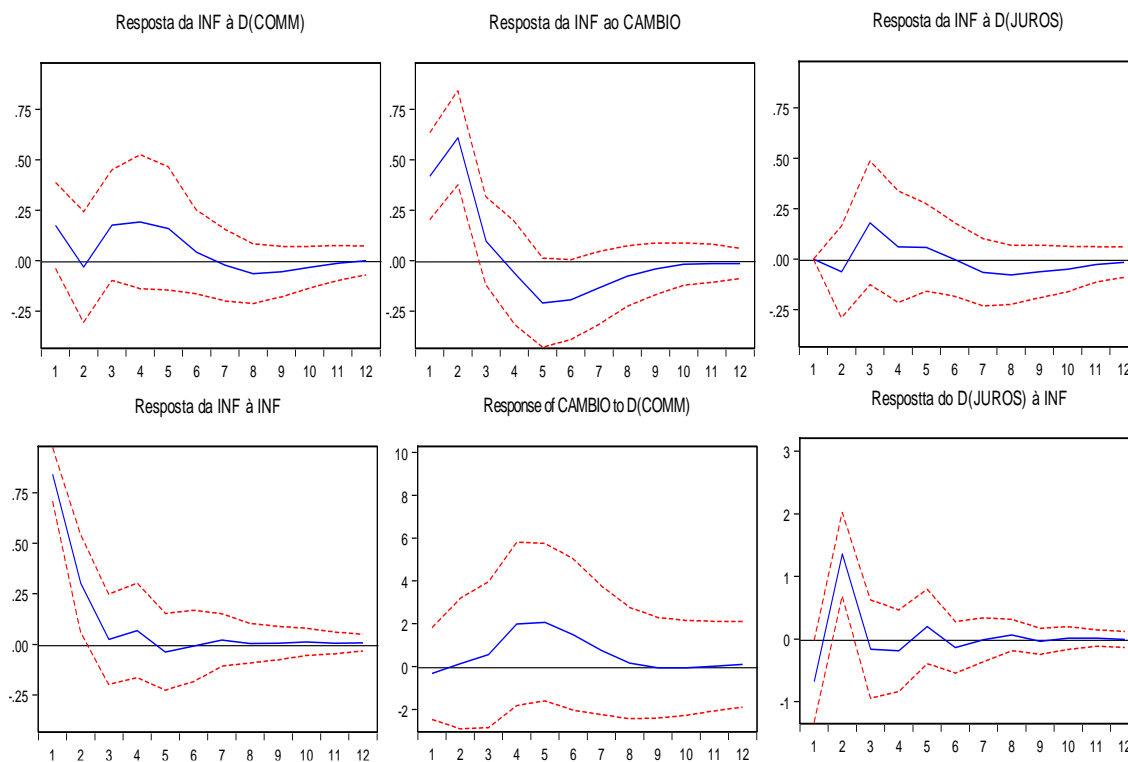 Resposta da INF à D(COMM)
.75
.50
.25
.00
-.25
1 2 3 4 5 6 7 8 9 10 11 12
Resposta da INF ao CAMBIO
.75
.50
.25
.00
-.25
1 2 3 4 5 6 7 8 9 10 11 12
Resposta da INF à D(JUROS)
.75
.50
.25
.00
-.25
1 2 3 4 5 6 7 8 9 10 11 12
Resposta da INF à INF
.75
.50
.25
.00
-.25
1 2 3 4 5 6 7 8 9 10 11 12
Response of CAMBIO to D(COMM)
10
8
6
4
2
0
-2
1 2 3 4 5 6 7 8 9 10 11 12
Respostta do D(JUROS) à INF
3
2
1
0
-1
1 2 3 4 5 6 7 8 9 10 11 12